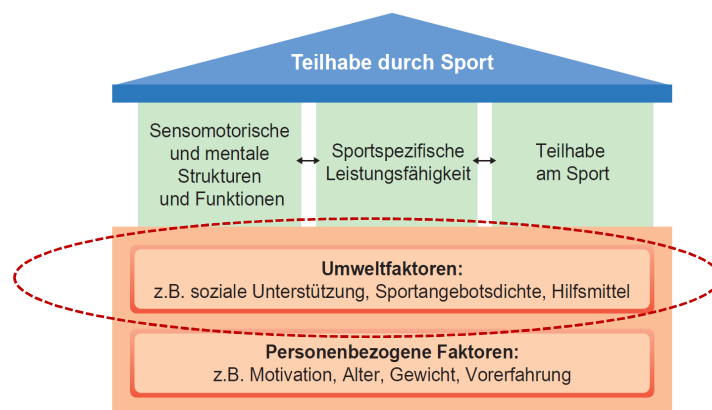 Teilhabe durch Sport
Sensomotorische
und mentale
Strukturen
und Funktionen
Sportspezifische
Leistungsfähigkeit
Teilhabe
am Sport
Umweltfaktoren:
z.B. soziale Unterstützung, Sportangebotsdichte, Hilfsmittel
Personenbezogene Faktoren:
z.B. Motivation, Alter, Gewicht, Vorerfahrung